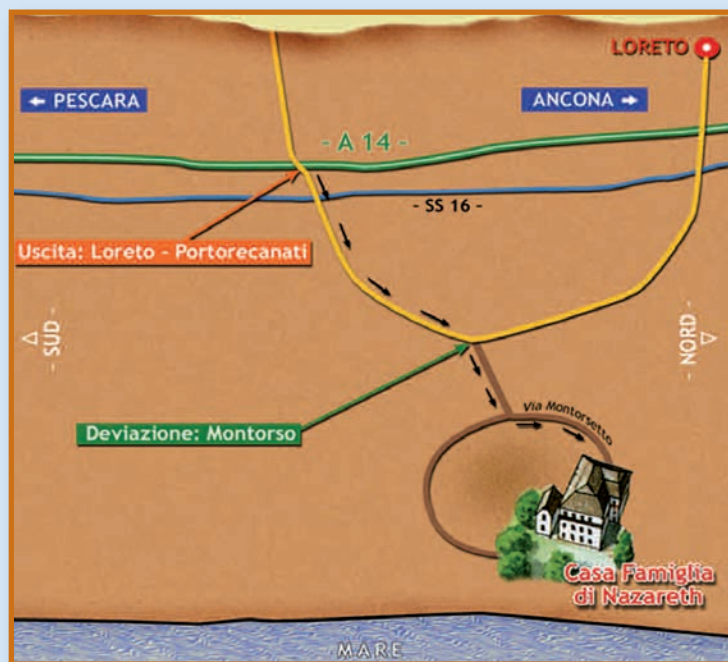 LORETO
← PESCARA
ANCONA →
- A 14 -
- SS 16 -
Uscita: Loreto - Portorecanati
- SUD -
- NORD -
Deviazione: Montorso
Via Montorsetto
Casa Famiglia
di Nazareth
MARE